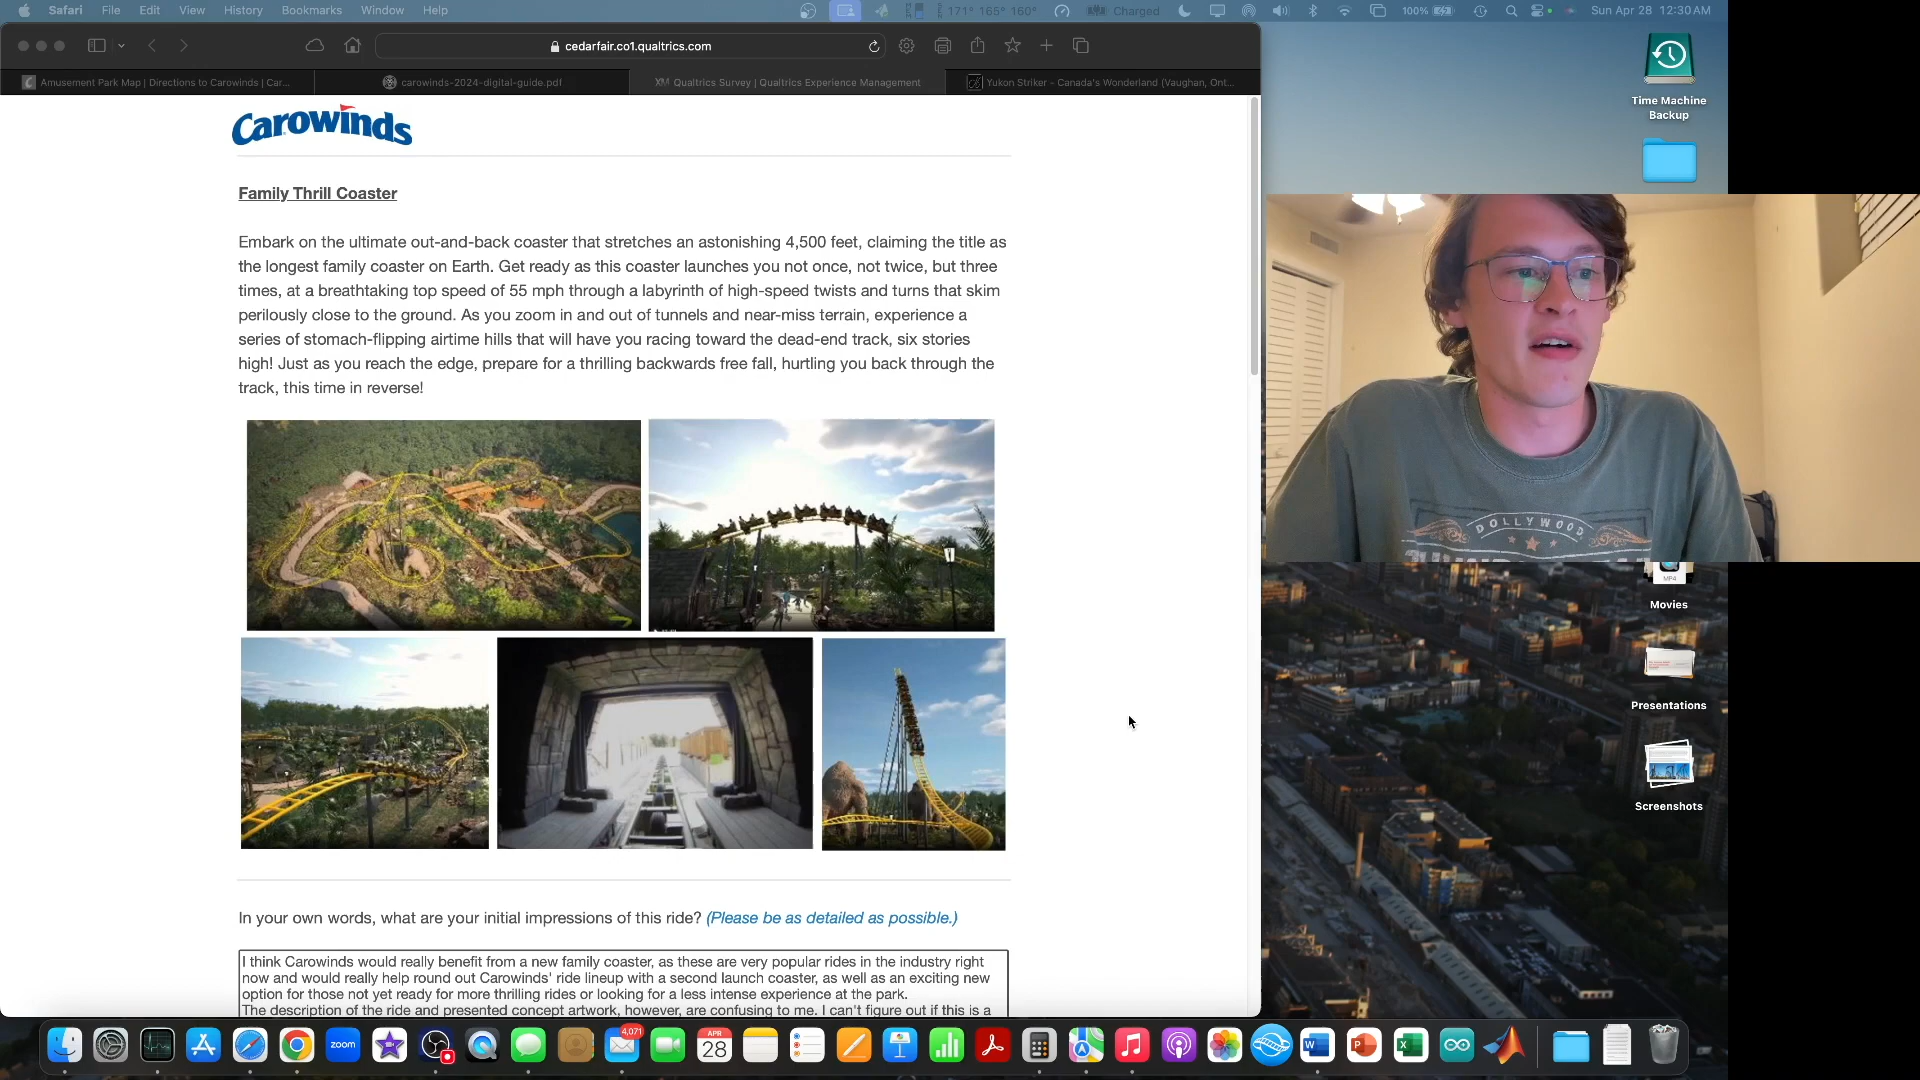 Safari File Edit View History Bookmarks Window Help 171° 165° 160° Charged 100% Sun Apr 28 12:30 AM
cedarfair.co1.qualtrics.com
Amusement Park Map | Directions to Carowinds | Car...
carowinds-2024-digital-guide.pdf
XM Qualtrics Survey | Qualtrics Experience Management
Yukon Striker - Canada's Wonderland (Vaughan, Ont...
Carowinds
Family Thrill Coaster
Embark on the ultimate out-and-back coaster that stretches an astonishing 4,500 feet, claiming the title as
the longest family coaster on Earth. Get ready as this coaster launches you not once, not twice, but three
times, at a breathtaking top speed of 55 mph through a labyrinth of high-speed twists and turns that skim
perilously close to the ground. As you zoom in and out of tunnels and near-miss terrain, experience a
series of stomach-flipping airtime hills that will have you racing toward the dead-end track, six stories
high! Just as you reach the edge, prepare for a thrilling backwards free fall, hurtling you back through the
track, this time in reverse!
In your own words, what are your initial impressions of this ride? (Please be as detailed as possible.)
I think Carowinds would really benefit from a new family coaster, as these are very popular rides in the industry right
now and would really help round out Carowinds' ride lineup with a second launch coaster, as well as an exciting new
option for those not yet ready for more thrilling rides or looking for a less intense experience at the park.
The description of the ride and presented concept artwork, however, are confusing to me. I can't figure out if this is a
Time Machine
Backup
DOLLYWOOD
MP4
Movies
Presentations
Screenshots
zoom
4,071
APR
28
W
P
X